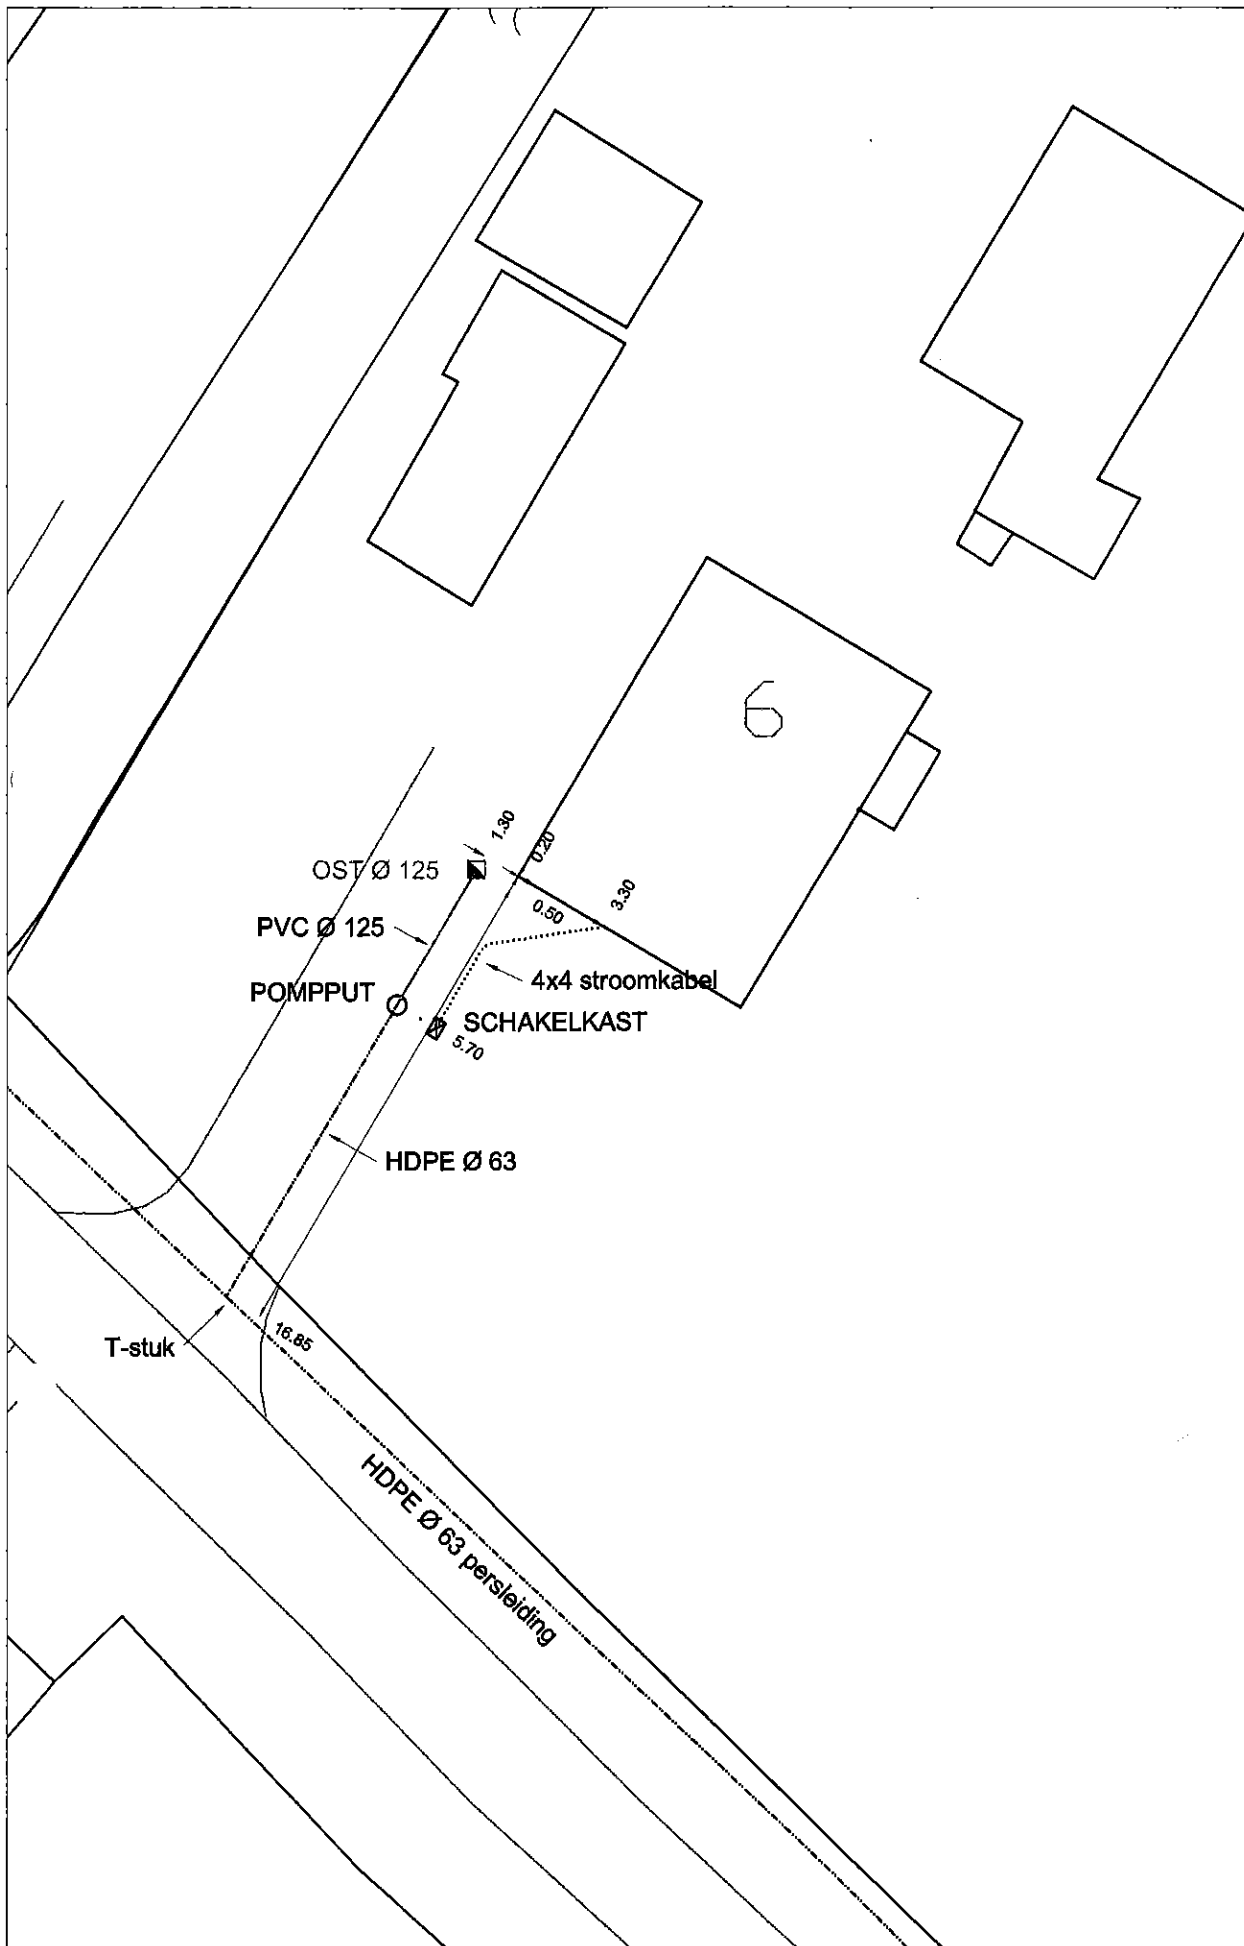 6
1.30
0.20
OST Ø 125
3.30
0.50
PVC Ø 125
4x4 stroomkabel
POMPPUT
SCHAKELKAST
5.70
HDPE Ø 63
16.85
T-stuk
HDPE Ø 63 persleiding